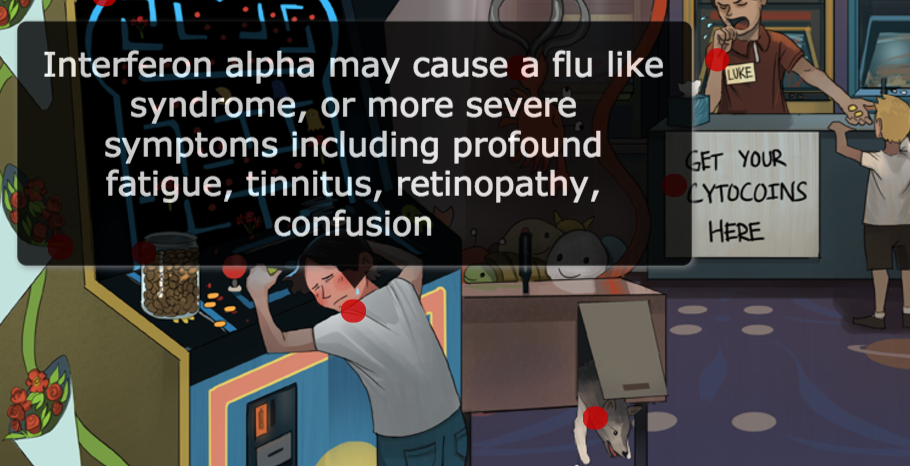 Interferon alpha may cause a flu like
syndrome, or more severe
symptoms including profound
fatigue, tinnitus, retinopathy,
confusion
LUKE
GET YOUR
CYTOCOINS
HERE